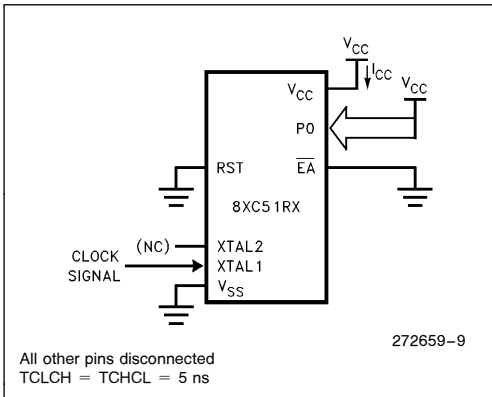 V_CC
I_CC
V_CC
V_CC
P0
RST
E̅A̅
8XC51RX
(NC)
XTAL2
CLOCK SIGNAL
XTAL1
V_SS
272659–9
All other pins disconnected
TCLCH = TCHCL = 5 ns